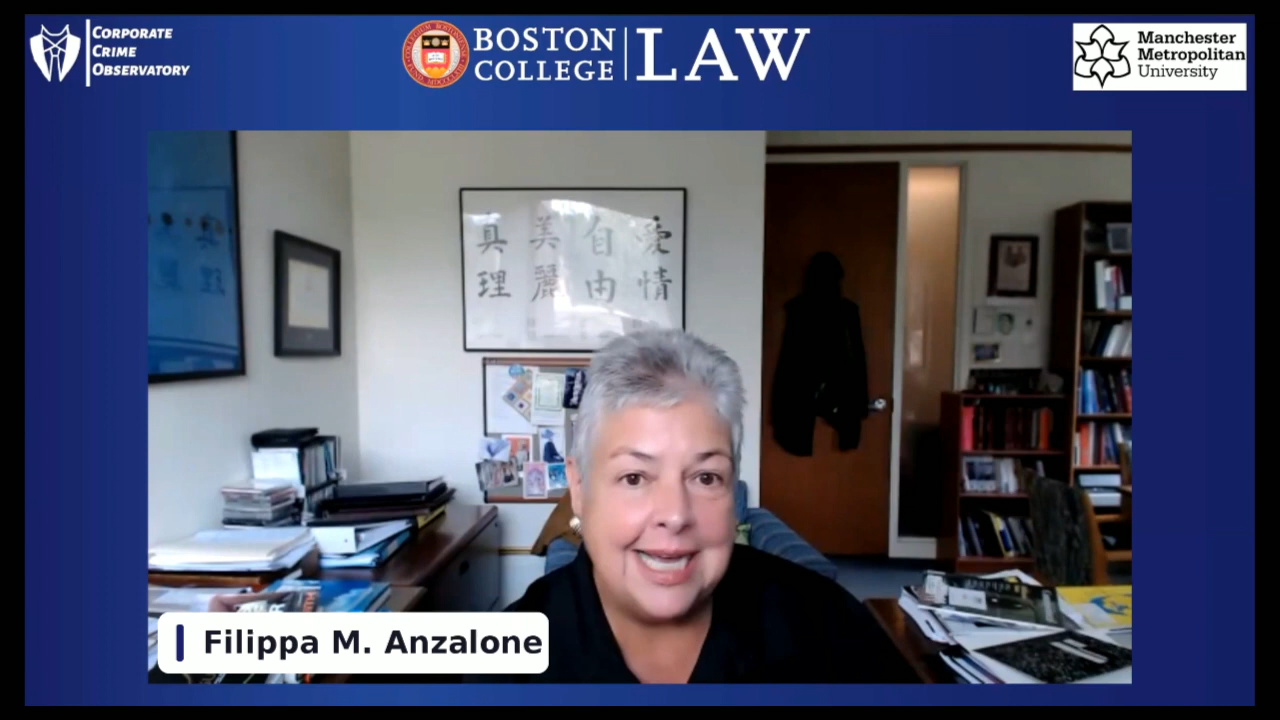 CORPORATE
CRIME
OBSERVATORY
BOSTON
COLLEGE
LAW
Manchester
Metropolitan
University
真 美 自 愛
理 麗 由 情
Filippa M. Anzalone